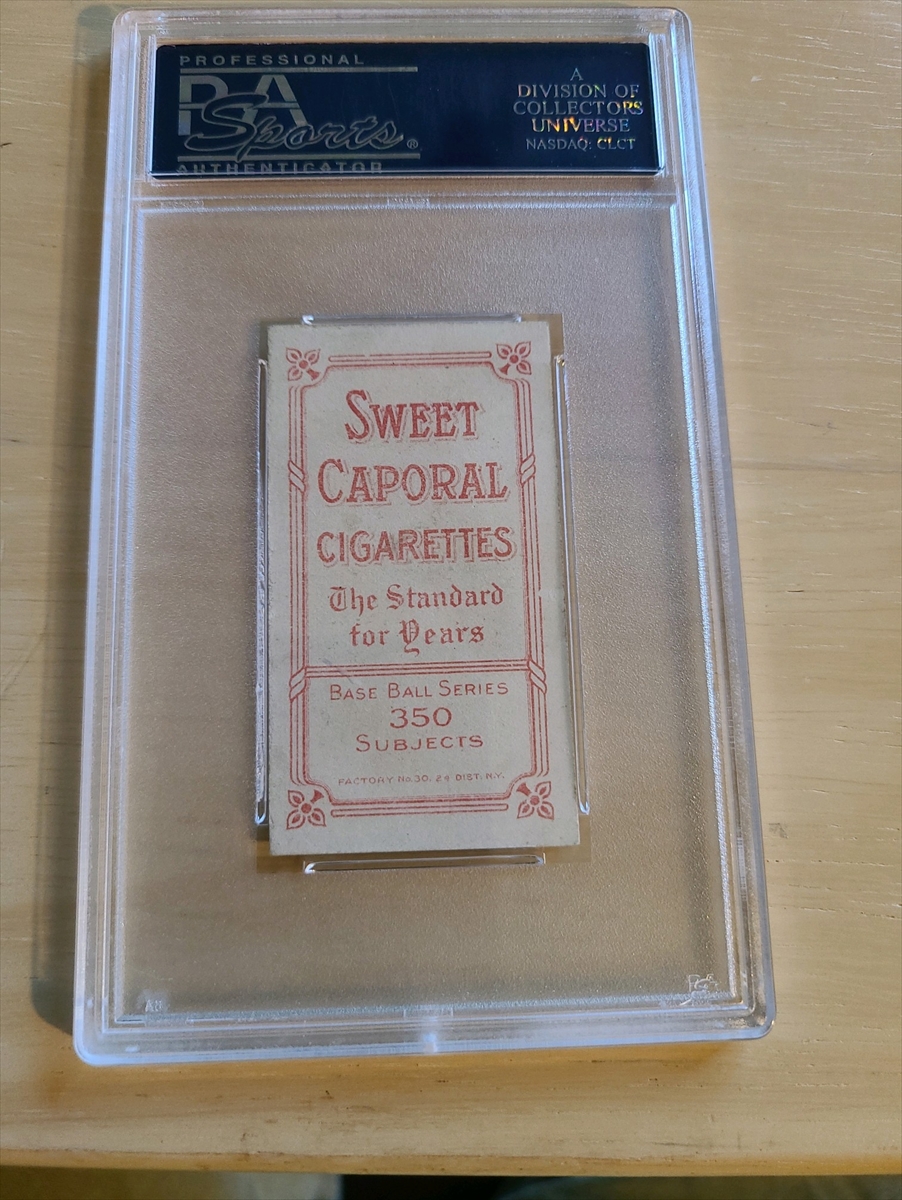 PROFESSIONAL
PSA
Sports®
AUTHENTICATOR
A
DIVISION OF
COLLECTORS
UNIVERSE
NASDAQ: CLCT
SWEET
CAPORAL
CIGARETTES
The Standard
for Years
BASE BALL SERIES
350
SUBJECTS
FACTORY No. 30, 2d DIST. N.Y.